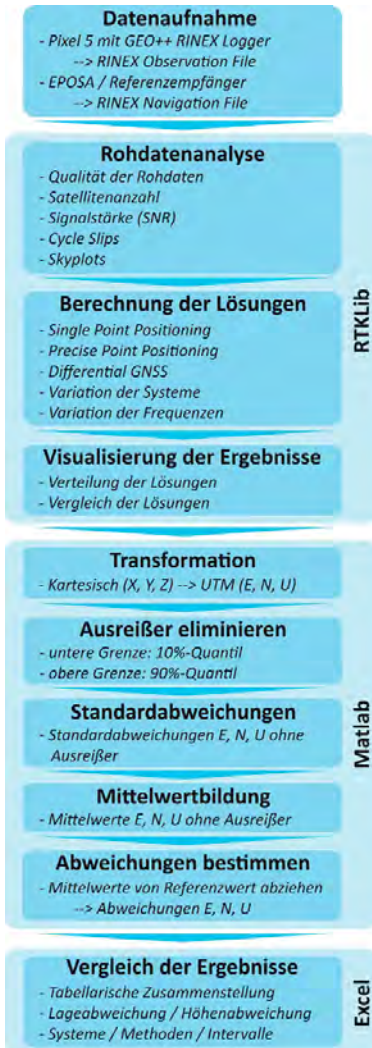 Datenaufnahme
- Pixel 5 mit GEO++ RINEX Logger
--> RINEX Observation File
- EPOSA / Referenzempfänger
--> RINEX Navigation File
Rohdatenanalyse
- Qualität der Rohdaten
- Satellitenanzahl
- Signalstärke (SNR)
- Cycle Slips
- Skyplots
Berechnung der Lösungen
- Single Point Positioning
- Precise Point Positioning
- Differential GNSS
- Variation der Systeme
- Variation der Frequenzen
Visualisierung der Ergebnisse
- Verteilung der Lösungen
- Vergleich der Lösungen
RTKLib
Transformation
- Kartesisch (X, Y, Z) --> UTM (E, N, U)
Ausreißer eliminieren
- untere Grenze: 10%-Quantil
- obere Grenze: 90%-Quantil
Standardabweichungen
- Standardabweichungen E, N, U ohne
Ausreißer
Mittelwertbildung
- Mittelwerte E, N, U ohne Ausreißer
Abweichungen bestimmen
- Mittelwerte von Referenzwert abziehen
--> Abweichungen E, N, U
Matlab
Vergleich der Ergebnisse
- Tabellarische Zusammenstellung
- Lageabweichung / Höhenabweichung
- Systeme / Methoden / Intervalle
Excel